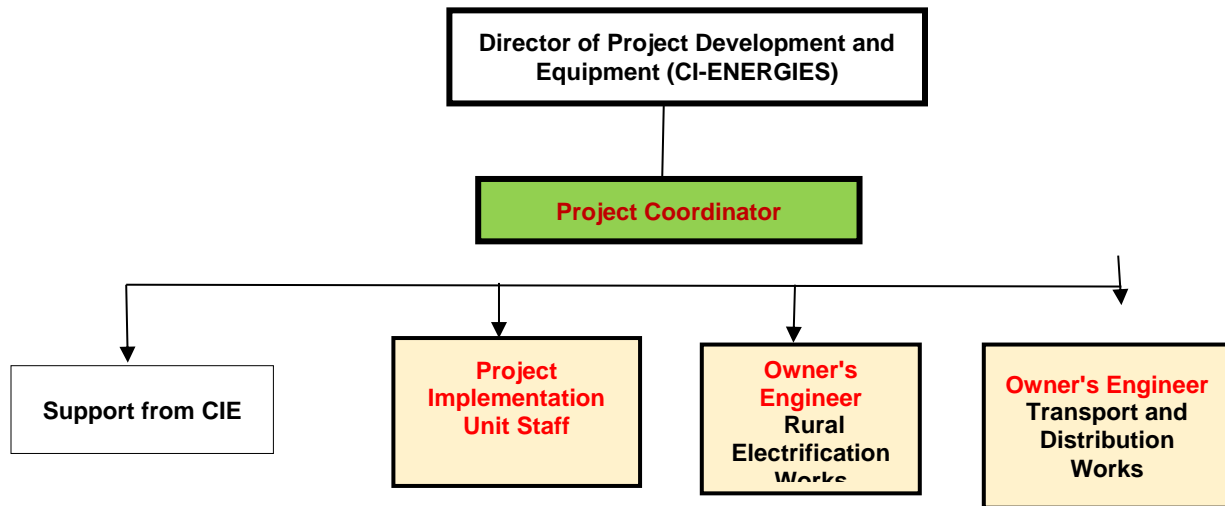 Director of Project Development and
Equipment (CI-ENERGIES)
Project Coordinator
Support from CIE
Project
Implementation
Unit Staff
Owner's
Engineer
Rural
Electrification
Works
Owner's Engineer
Transport and
Distribution
Works